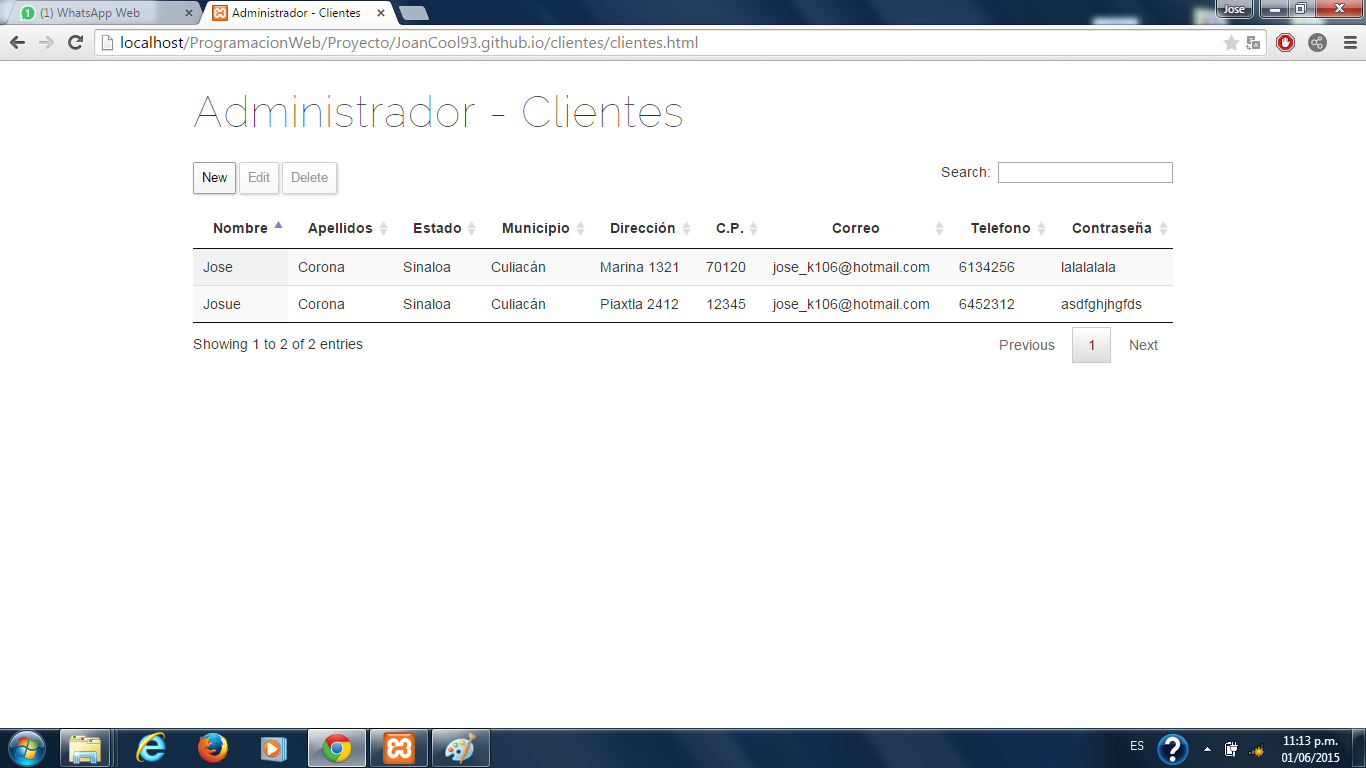 (1) WhatsApp Web Administrador - Clientes Jose
localhost/ProgramacionWeb/Proyecto/JoanCool93.github.io/clientes/clientes.html
Administrador - Clientes
New Edit Delete Search:
Nombre Apellidos Estado Municipio Dirección C.P. Correo Telefono Contraseña
Jose Corona Sinaloa Culiacán Marina 1321 70120 jose_k106@hotmail.com 6134256 lalalalala
Josue Corona Sinaloa Culiacán Piaxtla 2412 12345 jose_k106@hotmail.com 6452312 asdfghjhgfds
Showing 1 to 2 of 2 entries Previous 1 Next
ES 11:13 p.m.
01/06/2015